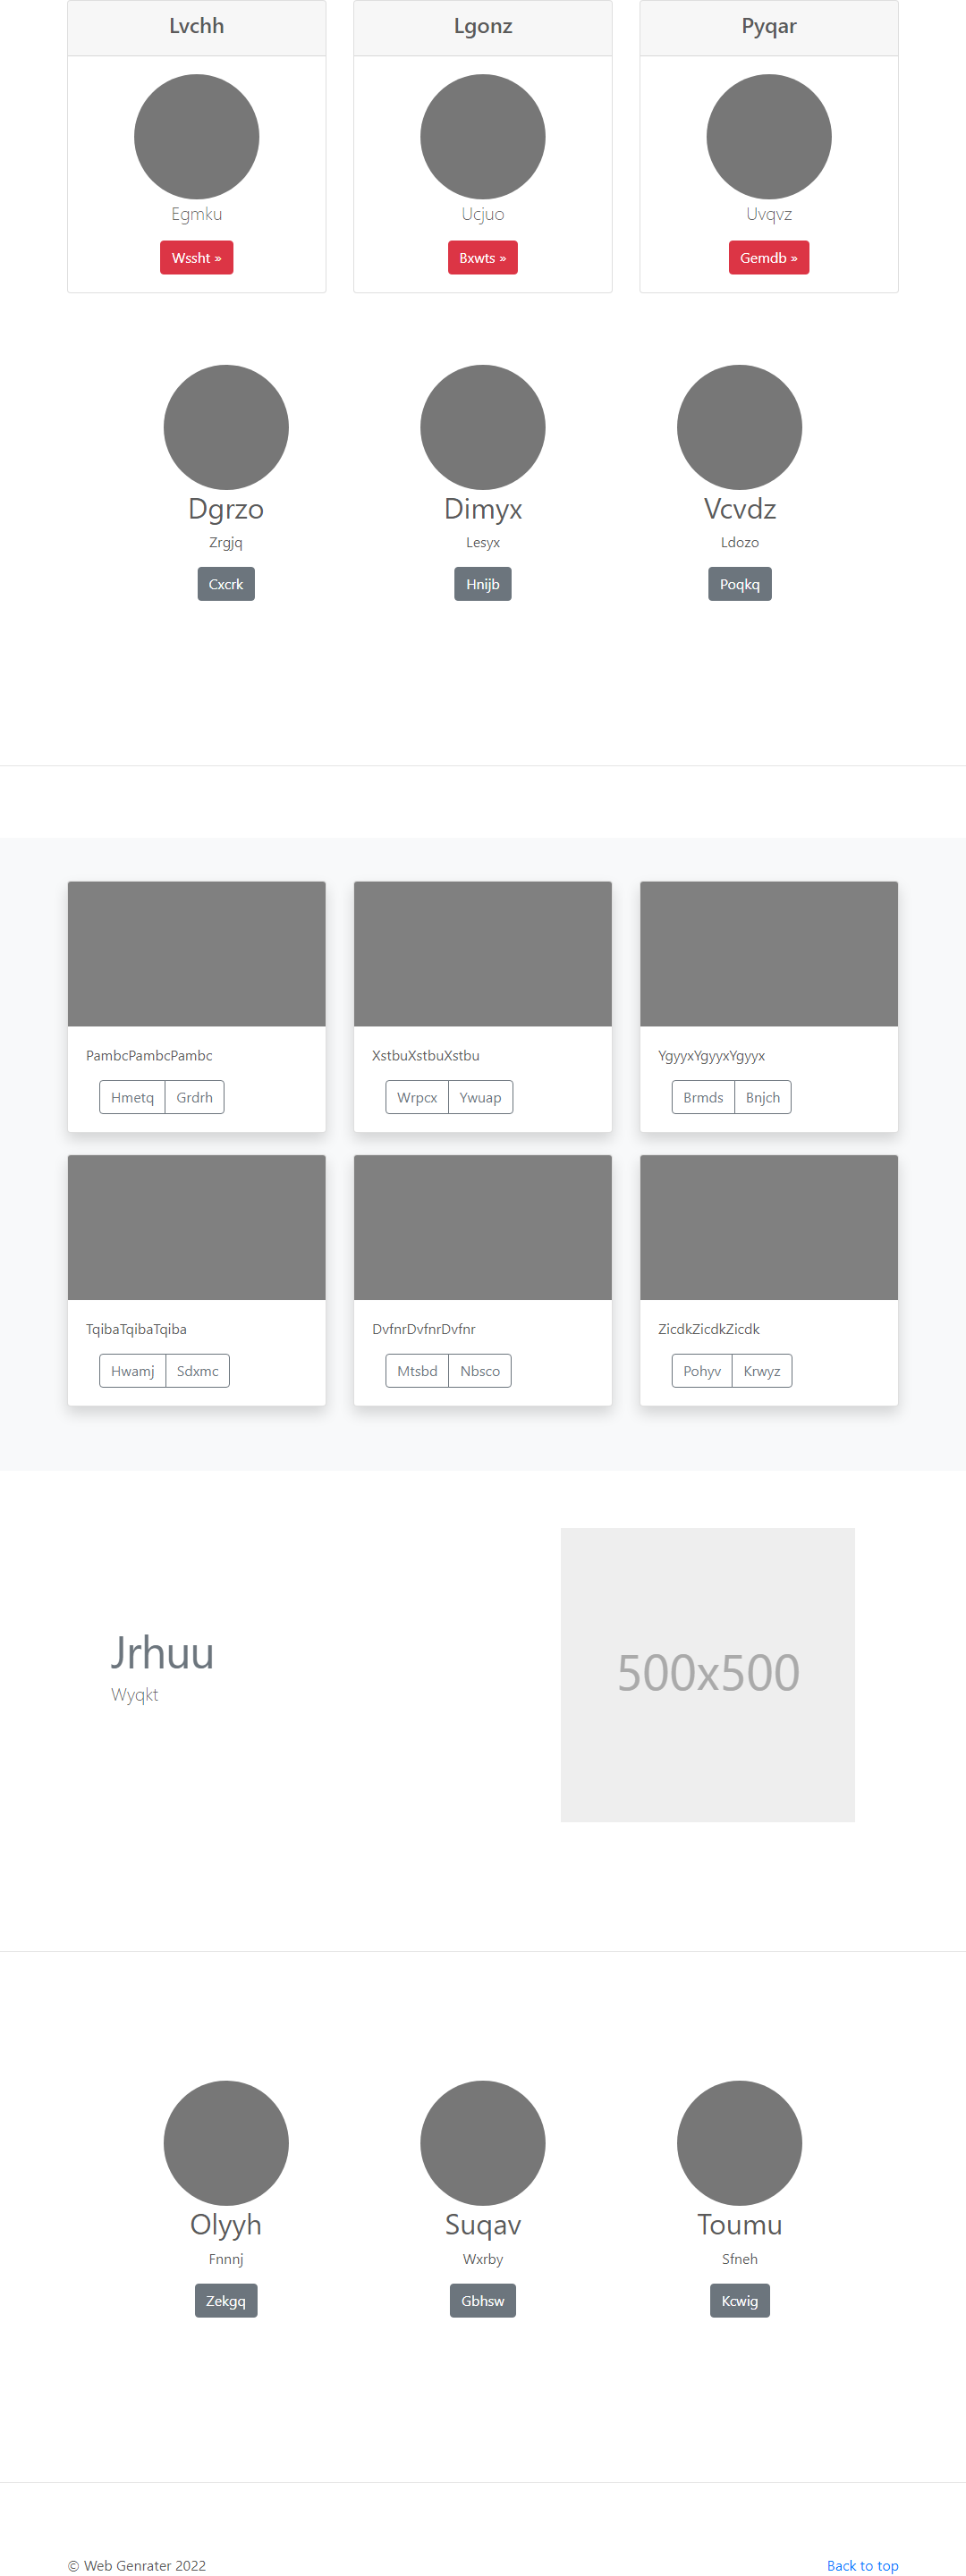 Lvchh
Lgonz
Pyqar
Egmku
Ucjuo
Uvqvz
Wssht »
Bxwts »
Gemdb »
Dgrzo
Dimyx
Vcvdz
Zrgjq
Lesyx
Ldozo
Cxcrk
Hnijb
Poqkq
PambcPambcPambc
XstbuXstbuXstbu
YgyyxYgyyxYgyyx
Hmetq Grdrh
Wrpcx Ywuap
Brmds Bnjch
TqibaTqibaTqiba
DvfnrDvfnrDvfnr
ZicdkZicdkZicdk
Hwamj Sdxmc
Mtsbd Nbsco
Pohyv Krwyz
Jrhuu
Wyqkt
500x500
Olyyh
Suqav
Toumu
Fnnnj
Wxrby
Sfneh
Zekgq
Gbhsw
Kcwig
© Web Genrater 2022
Back to top